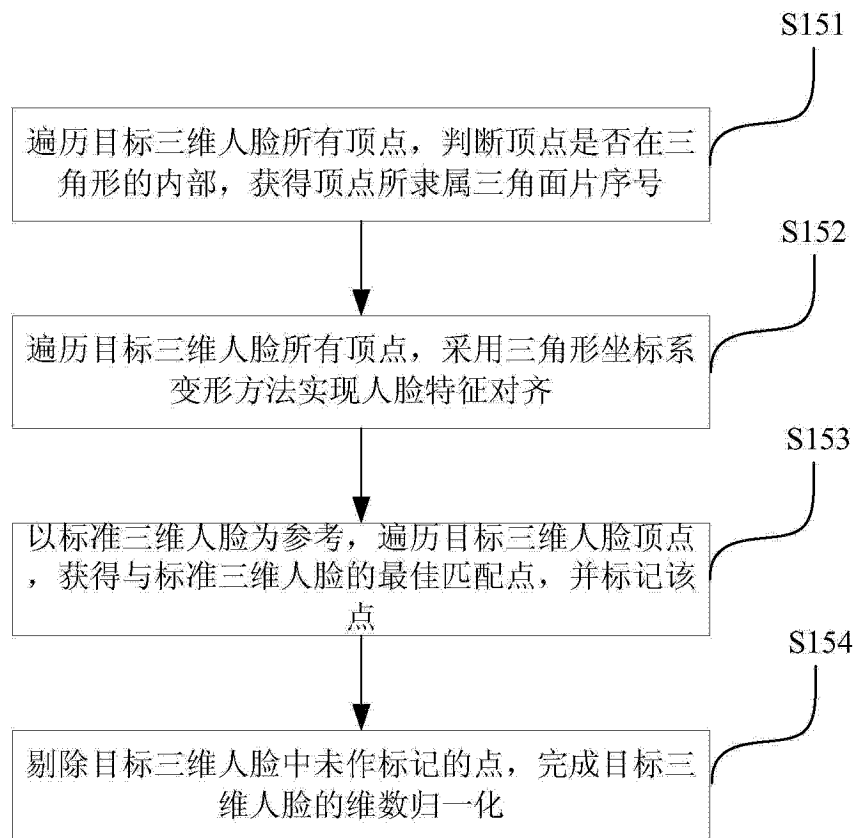 S151
遍历目标三维人脸所有顶点，判断顶点是否在三
角形的内部，获得顶点所隶属三角面片序号
S152
遍历目标三维人脸所有顶点，采用三角形坐标系
变形方法实现人脸特征对齐
S153
以标准三维人脸为参考，遍历目标三维人脸顶点
，获得与标准三维人脸的最佳匹配点，并标记该
点
S154
剔除目标三维人脸中未作标记的点，完成目标三
维人脸的维数归一化